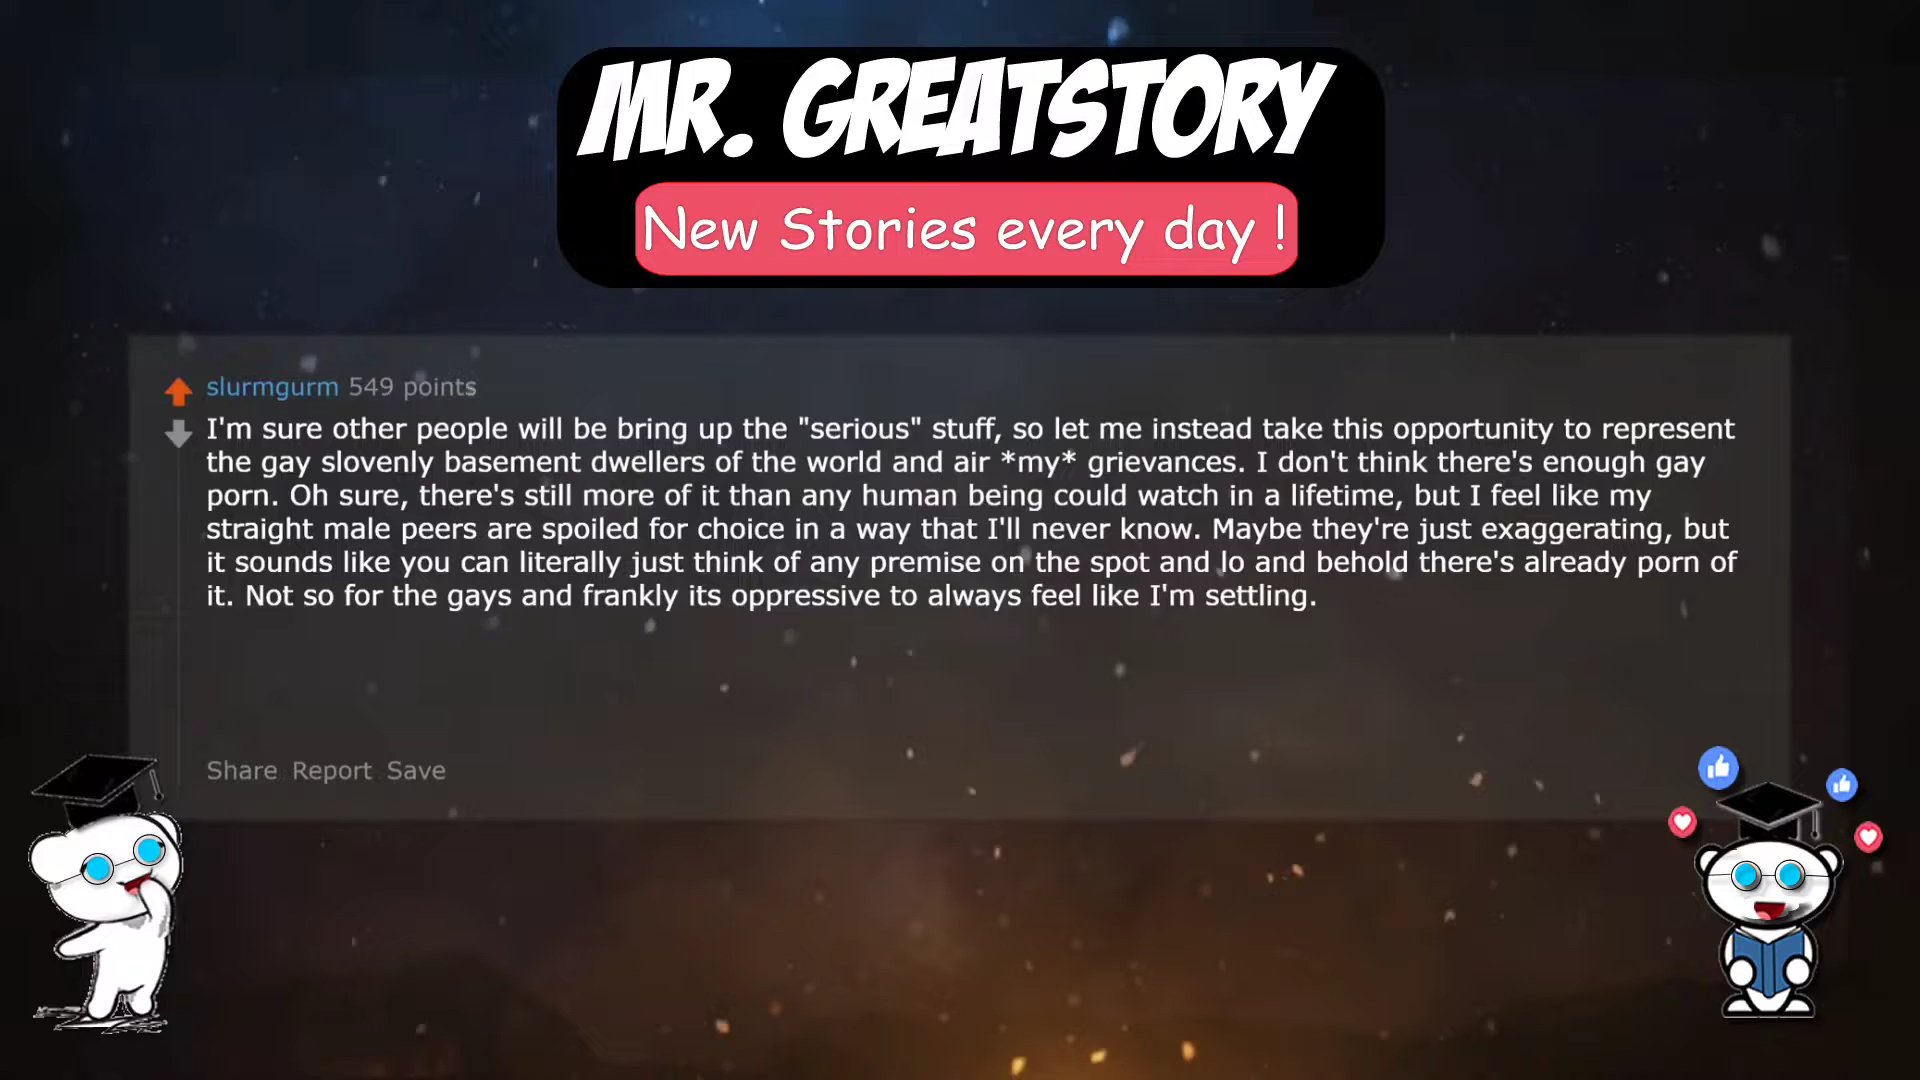 MR. GREATSTORY
New Stories every day !
slurmgurm 549 points
I'm sure other people will be bring up the "serious" stuff, so let me instead take this opportunity to represent
the gay slovenly basement dwellers of the world and air *my* grievances. I don't think there's enough gay
porn. Oh sure, there's still more of it than any human being could watch in a lifetime, but I feel like my
straight male peers are spoiled for choice in a way that I'll never know. Maybe they're just exaggerating, but
it sounds like you can literally just think of any premise on the spot and lo and behold there's already porn of
it. Not so for the gays and frankly its oppressive to always feel like I'm settling.
Share Report Save